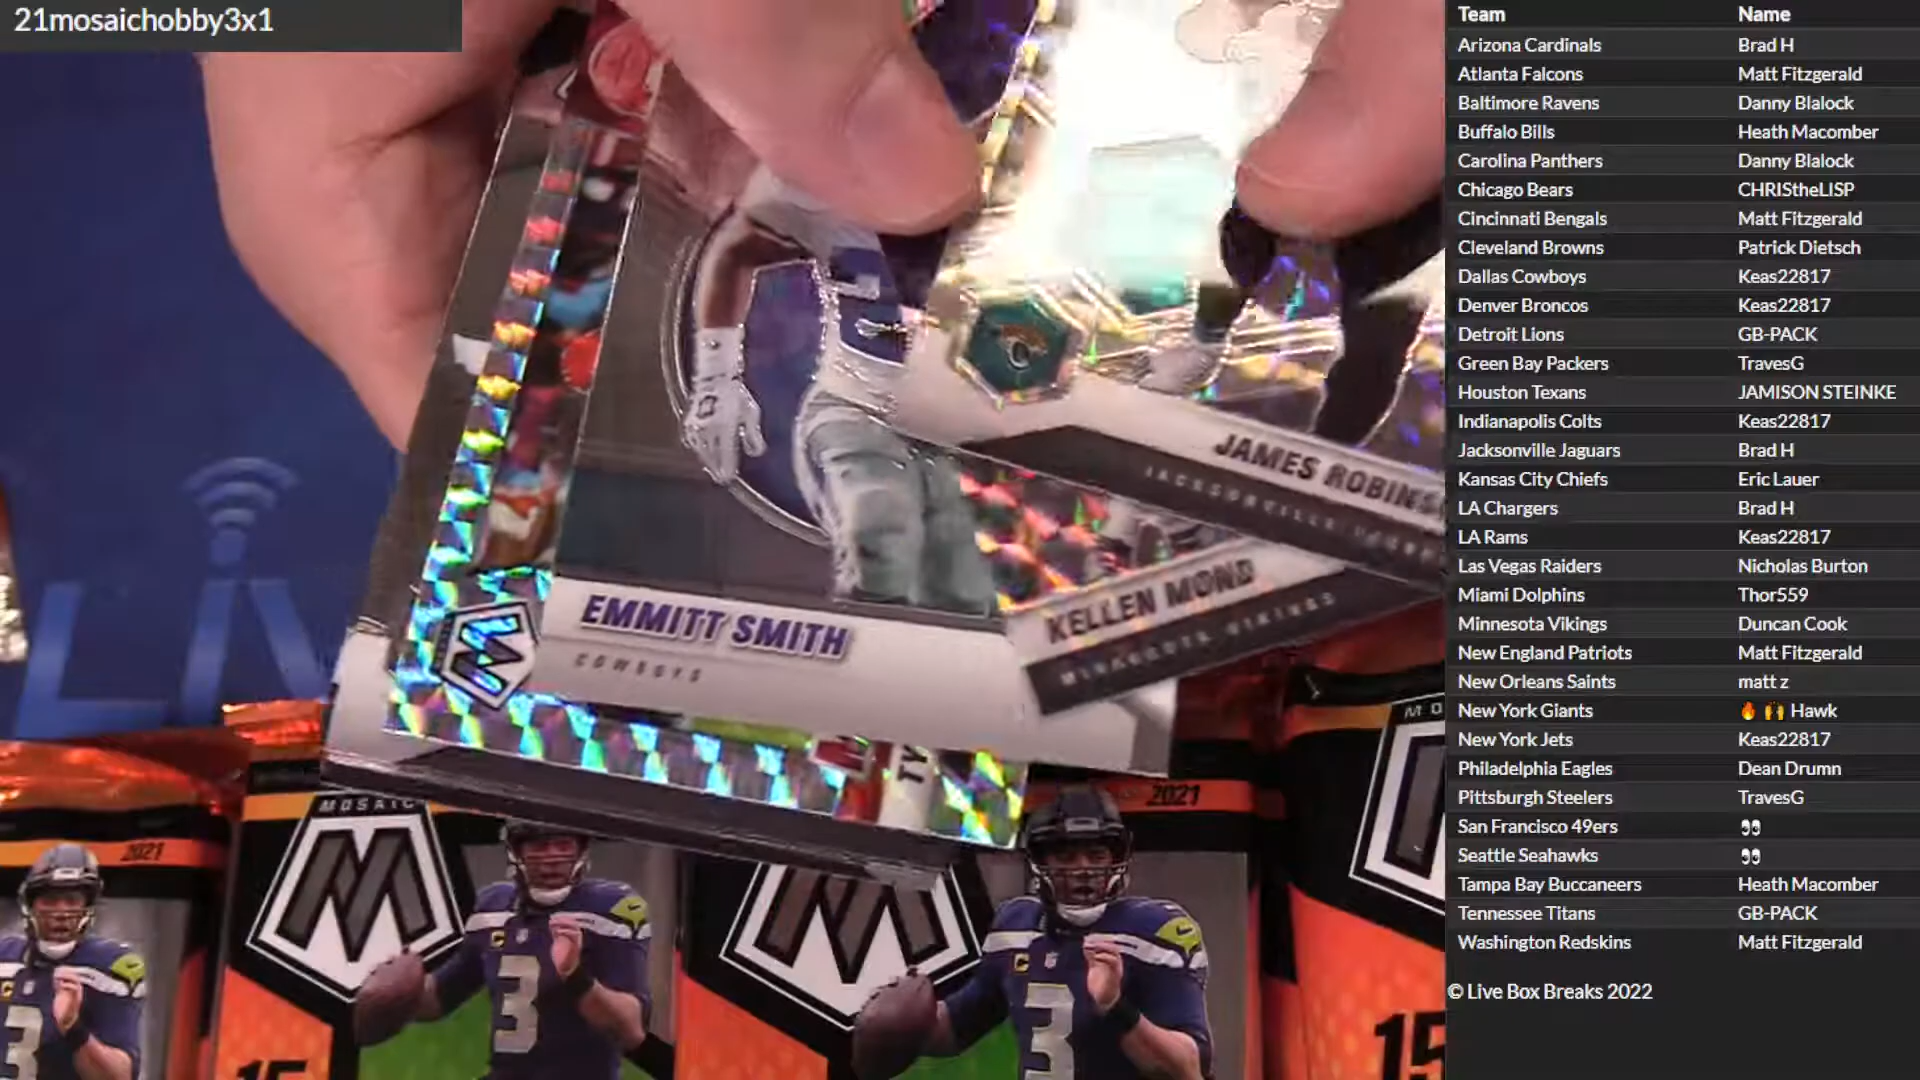 21mosaichobby3x1
JAMES ROBINS
KELLEN MOND
MINNESOTA VIKINGS
EMMITT SMITH
COWBOYS
MOSAIC
2021
2021
3
3
3
15
15
Team Name
Arizona Cardinals Brad H
Atlanta Falcons Matt Fitzgerald
Baltimore Ravens Danny Blalock
Buffalo Bills Heath Macomber
Carolina Panthers Danny Blalock
Chicago Bears CHRIStheLISP
Cincinnati Bengals Matt Fitzgerald
Cleveland Browns Patrick Dietsch
Dallas Cowboys Keas22817
Denver Broncos Keas22817
Detroit Lions GB-PACK
Green Bay Packers TravesG
Houston Texans JAMISON STEINKE
Indianapolis Colts Keas22817
Jacksonville Jaguars Brad H
Kansas City Chiefs Eric Lauer
LA Chargers Brad H
LA Rams Keas22817
Las Vegas Raiders Nicholas Burton
Miami Dolphins Thor559
Minnesota Vikings Duncan Cook
New England Patriots Matt Fitzgerald
New Orleans Saints matt z
New York Giants 🔥 🙌 Hawk
New York Jets Keas22817
Philadelphia Eagles Dean Drumn
Pittsburgh Steelers TravesG
San Francisco 49ers 👀
Seattle Seahawks 👀
Tampa Bay Buccaneers Heath Macomber
Tennessee Titans GB-PACK
Washington Redskins Matt Fitzgerald
© Live Box Breaks 2022